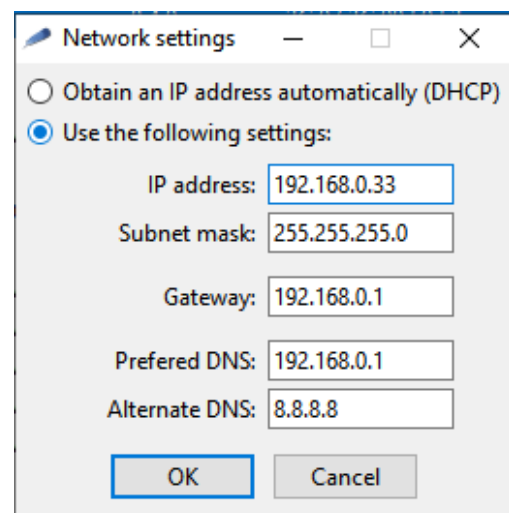 Network settings
Obtain an IP address automatically (DHCP)
Use the following settings:
IP address: 192.168.0.33
Subnet mask: 255.255.255.0
Gateway: 192.168.0.1
Prefered DNS: 192.168.0.1
Alternate DNS: 8.8.8.8
OK Cancel